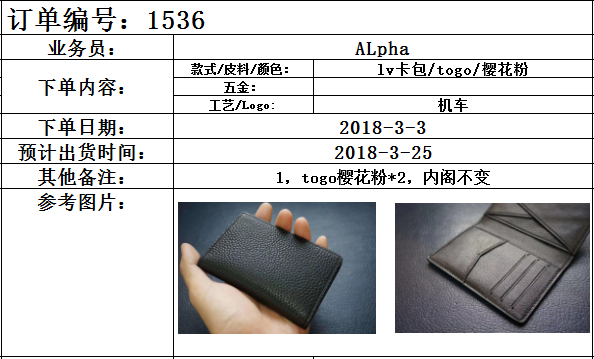 订单编号：1536
业务员： ALpha
下单内容： 款式/皮料/颜色： lv卡包/togo/樱花粉
五金：
工艺/Logo: 机车
下单日期： 2018-3-3
预计出货时间： 2018-3-25
其他备注： 1，togo樱花粉*2，内阁不变
参考图片：